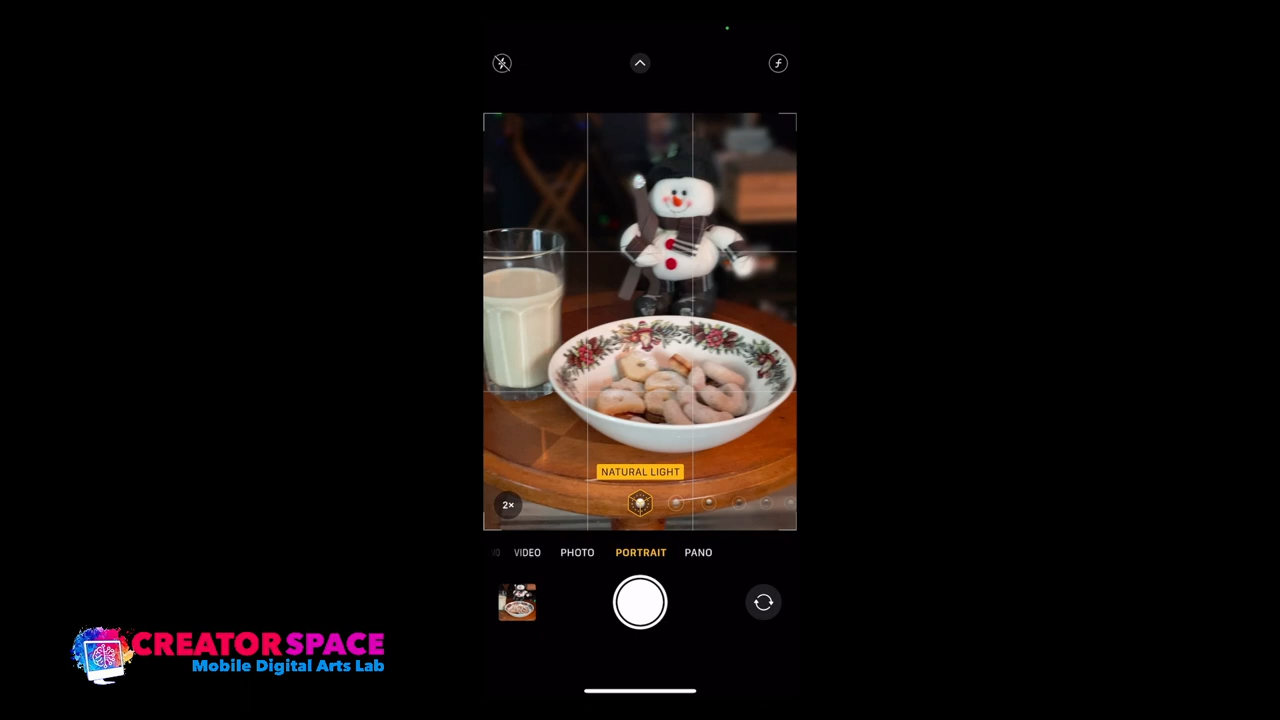 NATURAL LIGHT
2×
VIDEO PHOTO PORTRAIT PANO
CREATORSPACE
Mobile Digital Arts Lab